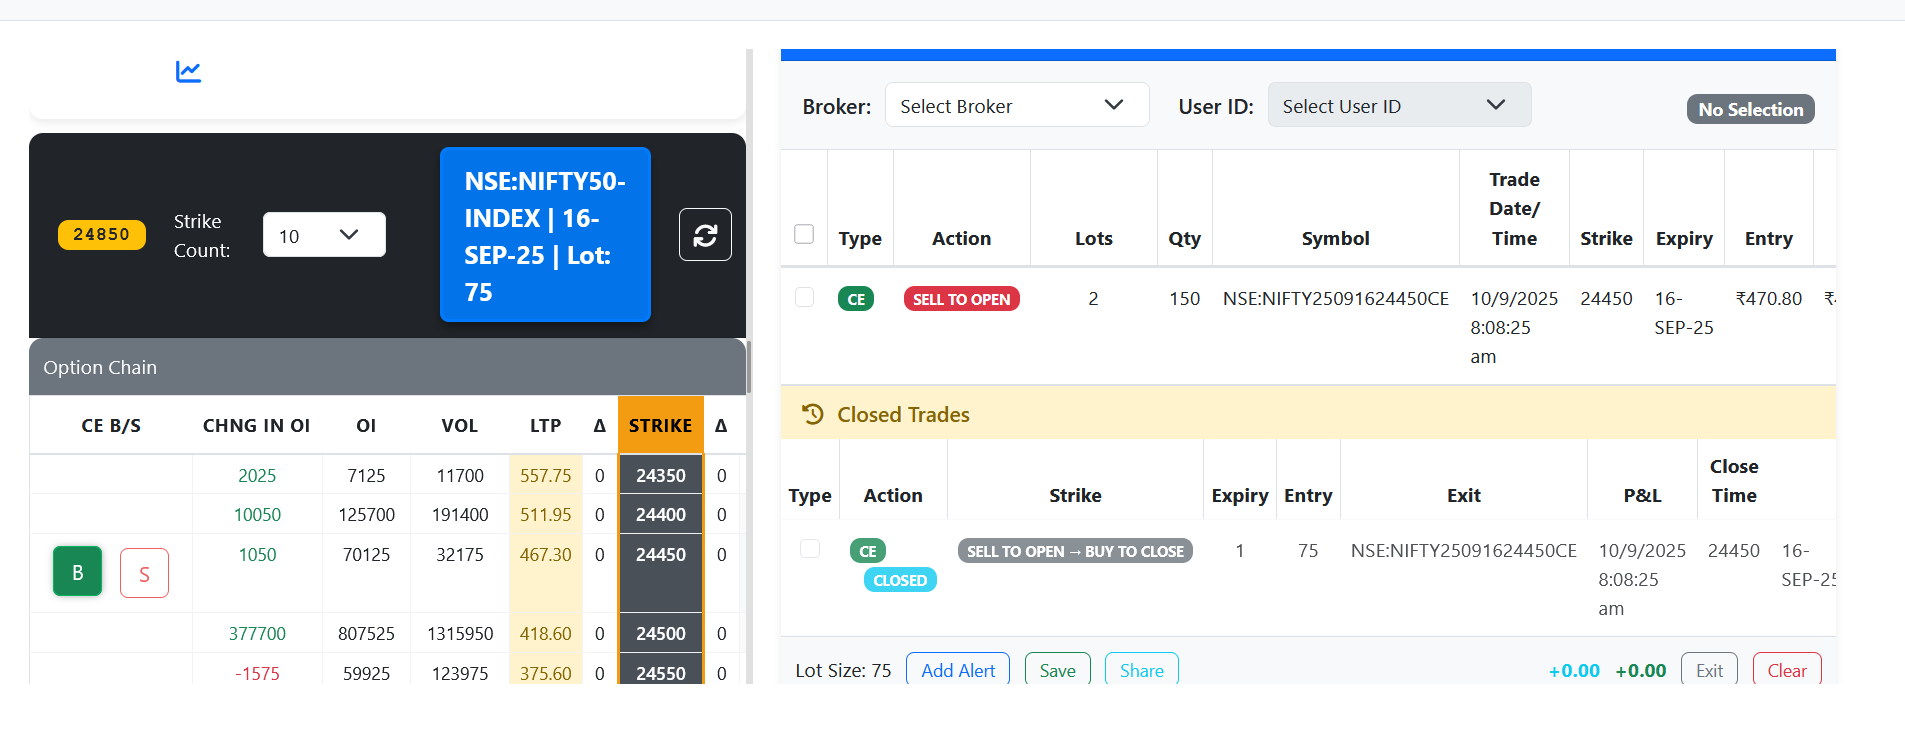 24850
Strike
Count:
10
NSE:NIFTY50-
INDEX | 16-
SEP-25 | Lot:
75
Option Chain
CE B/S CHNG IN OI OI VOL LTP Δ STRIKE Δ
2025 7125 11700 557.75 0 24350 0
10050 125700 191400 511.95 0 24400 0
B S 1050 70125 32175 467.30 0 24450 0
377700 807525 1315950 418.60 0 24500 0
-1575 59925 123975 375.60 0 24550 0
Broker: Select Broker User ID: Select User ID No Selection
Type Action Lots Qty Symbol Trade Date/ Time Strike Expiry Entry
CE SELL TO OPEN 2 150 NSE:NIFTY25091624450CE 10/9/2025 24450 16- ₹470.80
8:08:25 SEP-25
am
Closed Trades
Type Action Strike Expiry Entry Exit P&L Close Time
CE SELL TO OPEN → BUY TO CLOSE 1 75 NSE:NIFTY25091624450CE 10/9/2025 24450 16-
CLOSED 8:08:25 SEP-25
am
Lot Size: 75 Add Alert Save Share +0.00 +0.00 Exit Clear